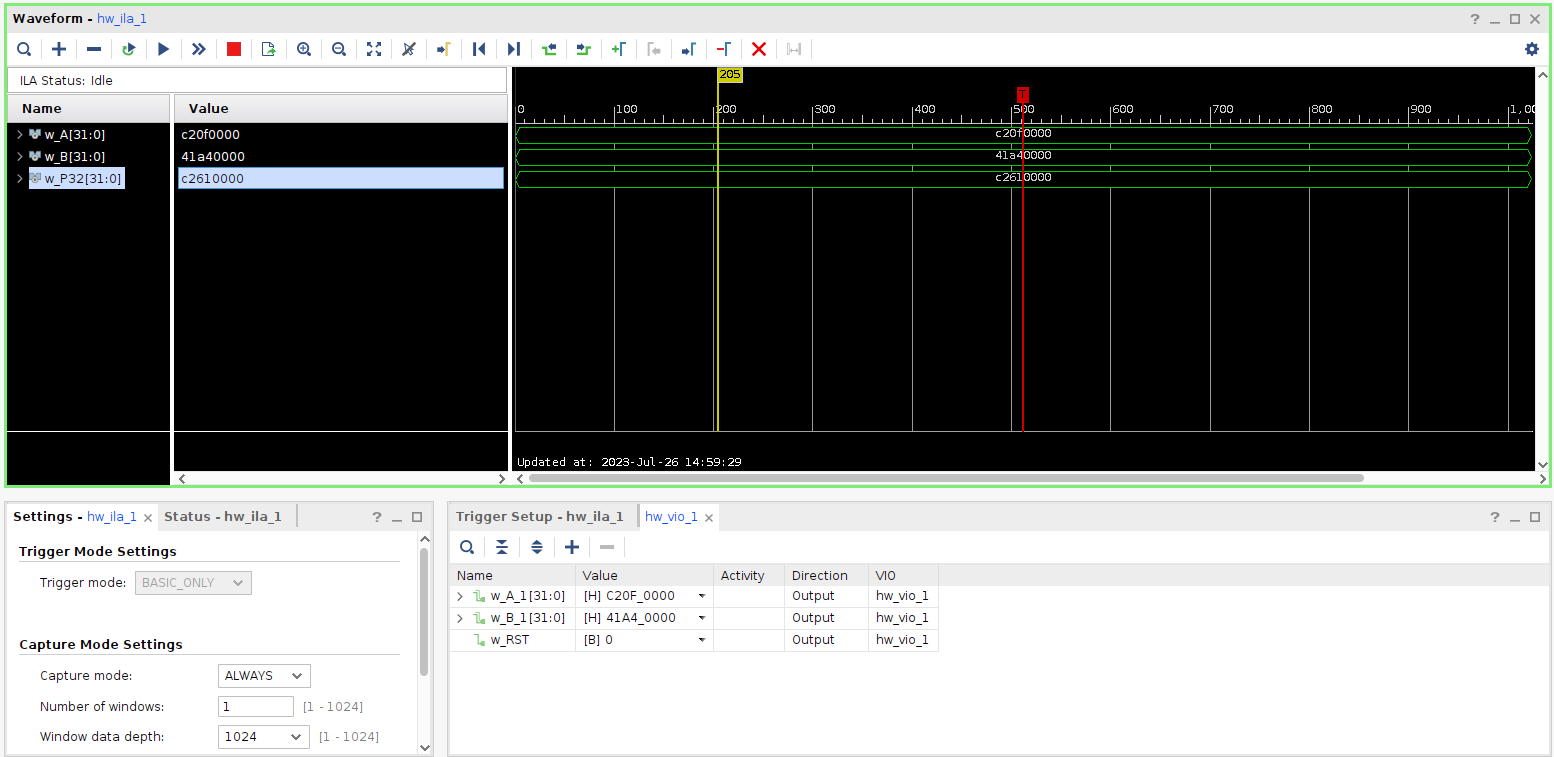 Waveform - hw_ila_1
?
ILA Status: Idle
Name Value
205
T
0 100 200 300 400 500 600 700 800 900 1,00
w_A[31:0] c20f0000 c20f0000
w_B[31:0] 41a40000 41a40000
w_P32[31:0] c2610000 c2610000
Updated at: 2023-Jul-26 14:59:29
Settings - hw_ila_1 Status - hw_ila_1 ?
Trigger Mode Settings
Trigger mode: BASIC_ONLY
Capture Mode Settings
Capture mode: ALWAYS
Number of windows: 1 [1 - 1024]
Window data depth: 1024 [1 - 1024]
Trigger Setup - hw_ila_1 hw_vio_1 ?
Name Value Activity Direction VIO
w_A_1[31:0] [H] C20F_0000 Output hw_vio_1
w_B_1[31:0] [H] 41A4_0000 Output hw_vio_1
w_RST [B] 0 Output hw_vio_1